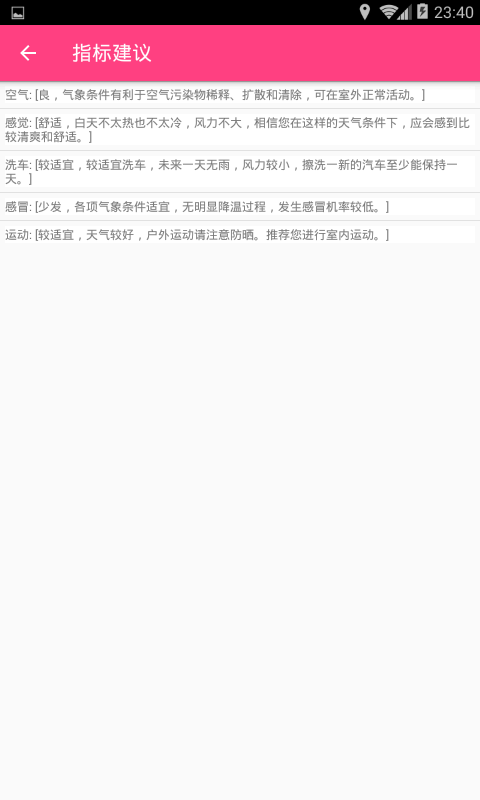 23:40
指标建议
空气: [良，气象条件有利于空气污染物稀释、扩散和清除，可在室外正常活动。]
感觉: [舒适，白天不太热也不太冷，风力不大，相信您在这样的天气条件下，应会感到比
较清爽和舒适。]
洗车: [较适宜，较适宜洗车，未来一天无雨，风力较小，擦洗一新的汽车至少能保持一
天。]
感冒: [少发，各项气象条件适宜，无明显降温过程，发生感冒机率较低。]
运动: [较适宜，天气较好，户外运动请注意防晒。推荐您进行室内运动。]